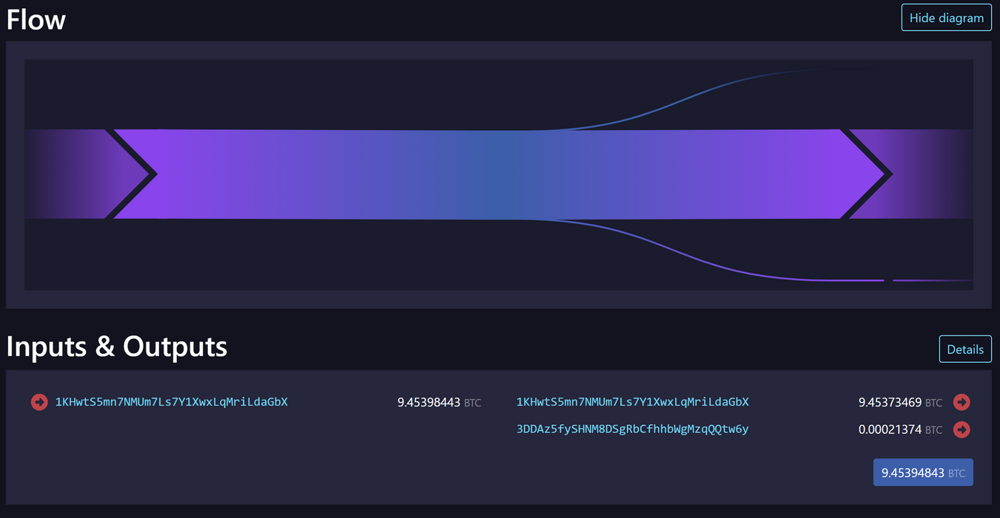 Flow
Hide diagram
Inputs & Outputs
Details
1KHwtS5mn7NMUm7Ls7Y1XwxLqMriLdaGbX 9.45398443 BTC 1KHwtS5mn7NMUm7Ls7Y1XwxLqMriLdaGbX 9.45373469 BTC
3DDAz5fySHNM8DSgRbCfhhbWgMzqQQtw6y 0.00021374 BTC
9.45394843 BTC